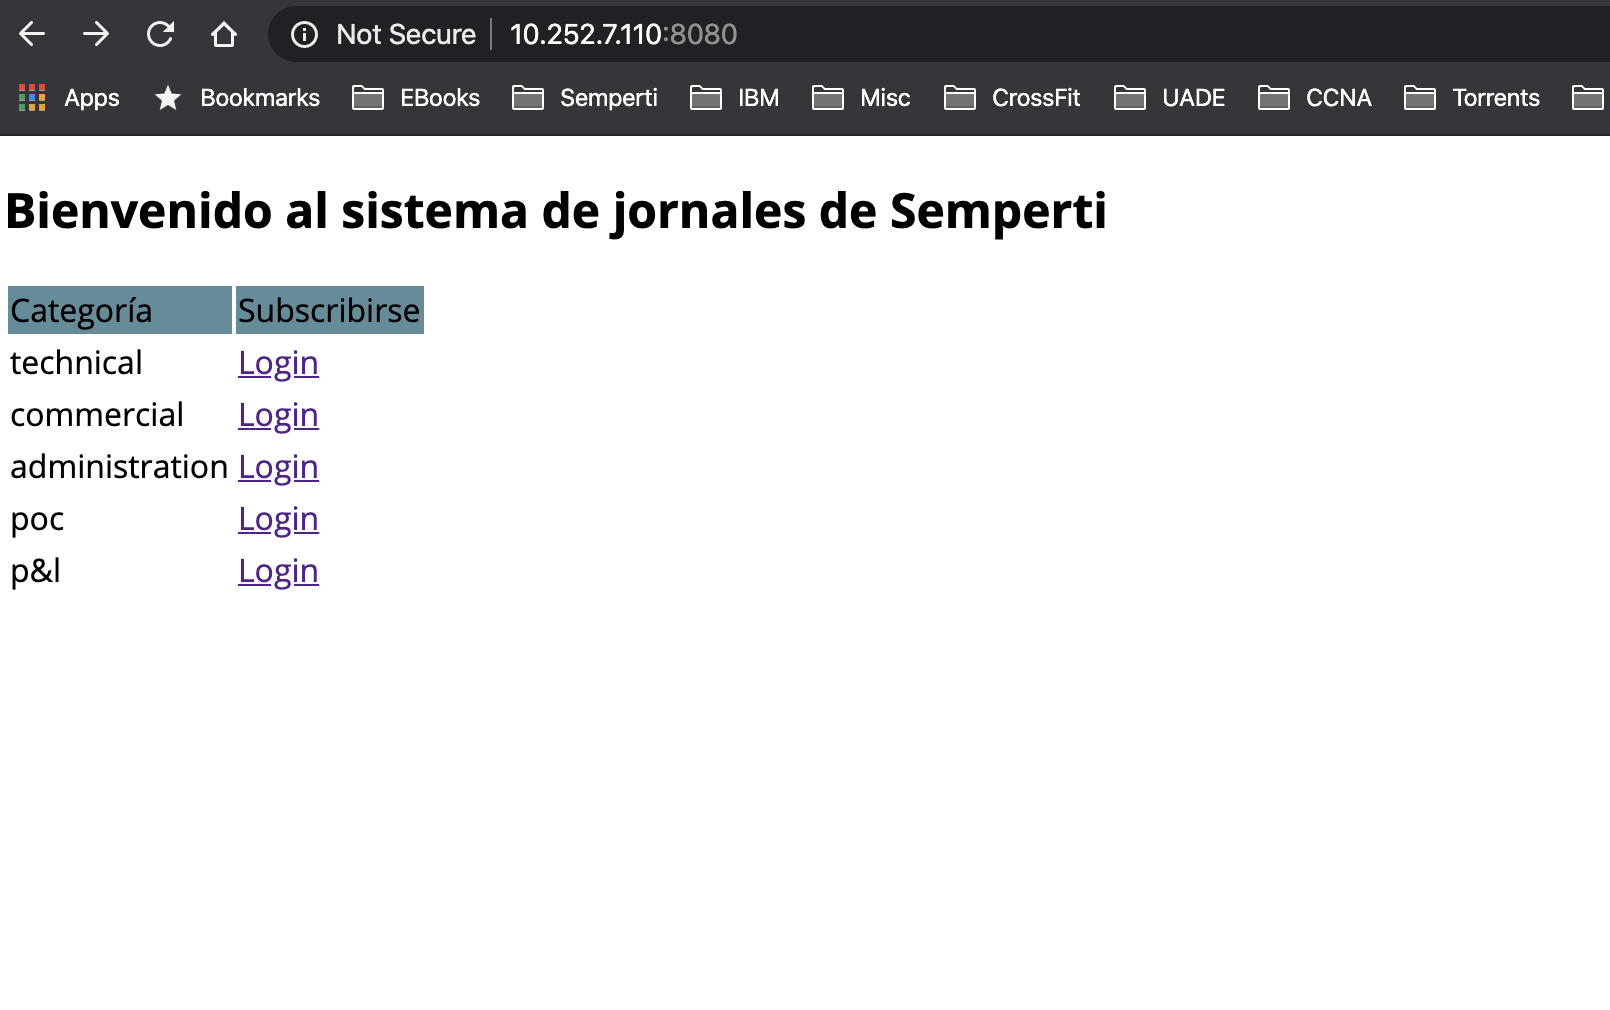 Not Secure | 10.252.7.110:8080
Apps Bookmarks EBooks Semperti IBM Misc CrossFit UADE CCNA Torrents
Bienvenido al sistema de jornales de Semperti
Categoría Subscribirse
technical Login
commercial Login
administration Login
poc Login
p&l Login